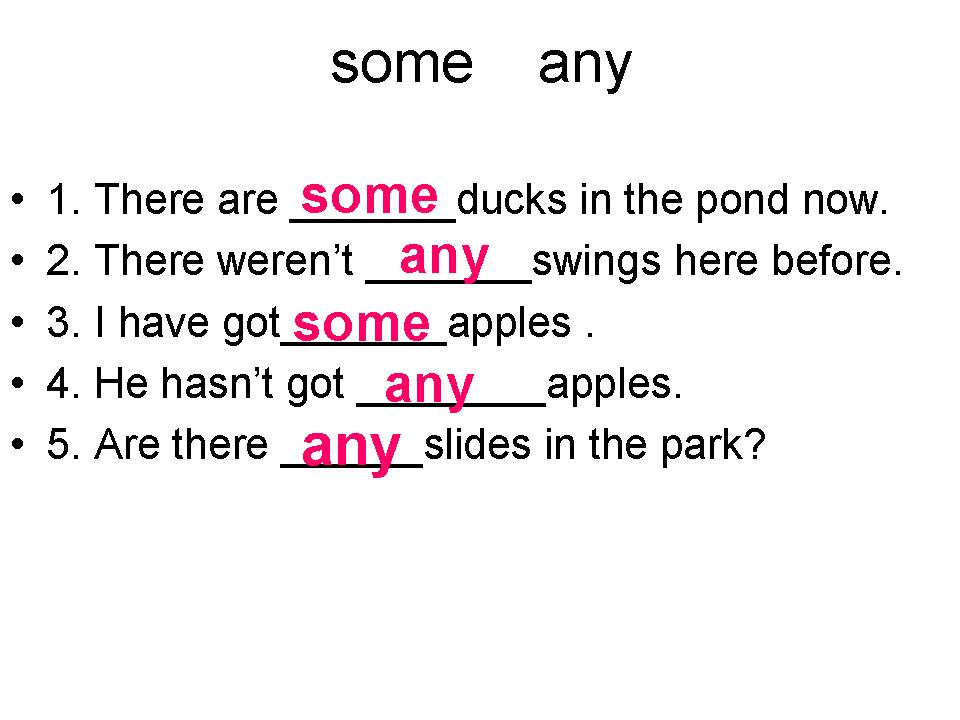 some any
• 1. There are some ducks in the pond now.
• 2. There weren’t any swings here before.
• 3. I have got some apples .
• 4. He hasn’t got any apples.
• 5. Are there any slides in the park?